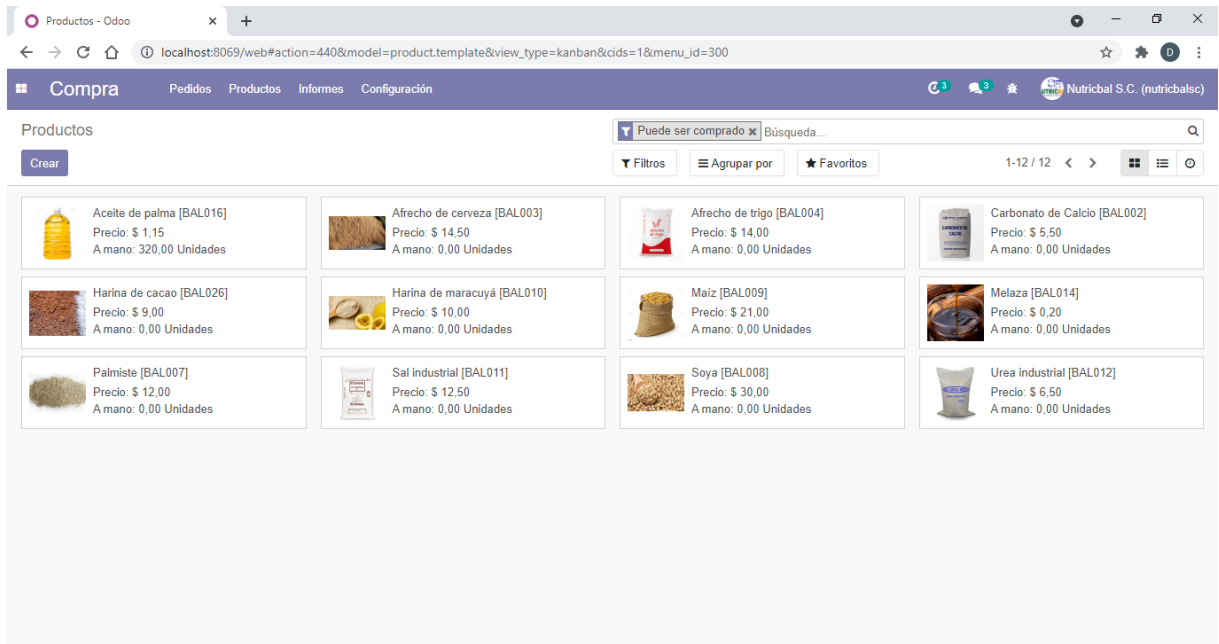 Productos - Odoo
localhost:8069/web#action=440&model=product.template&view_type=kanban&cids=1&menu_id=300
D
Compra Pedidos Productos Informes Configuración 3 3 Nutricbal S.C. (nutricbalsc)
Productos Puede ser comprado Búsqueda...
Crear Filtros Agrupar por Favoritos 1-12 / 12
Aceite de palma [BAL016]
Precio: $ 1,15
A mano: 320,00 Unidades
Afrecho de cerveza [BAL003]
Precio: $ 14,50
A mano: 0,00 Unidades
Afrecho de trigo [BAL004]
Precio: $ 14,00
A mano: 0,00 Unidades
CARBONATO DE
CALCIO
Carbonato de Calcio [BAL002]
Precio: $ 5,50
A mano: 0,00 Unidades
Harina de cacao [BAL026]
Precio: $ 9,00
A mano: 0,00 Unidades
Harina de maracuyá [BAL010]
Precio: $ 10,00
A mano: 0,00 Unidades
Maíz [BAL009]
Precio: $ 21,00
A mano: 0,00 Unidades
Melaza [BAL014]
Precio: $ 0,20
A mano: 0,00 Unidades
Palmiste [BAL007]
Precio: $ 12,00
A mano: 0,00 Unidades
Sal industrial [BAL011]
Precio: $ 12,50
A mano: 0,00 Unidades
Soya [BAL008]
Precio: $ 30,00
A mano: 0,00 Unidades
Urea industrial [BAL012]
Precio: $ 6,50
A mano: 0,00 Unidades